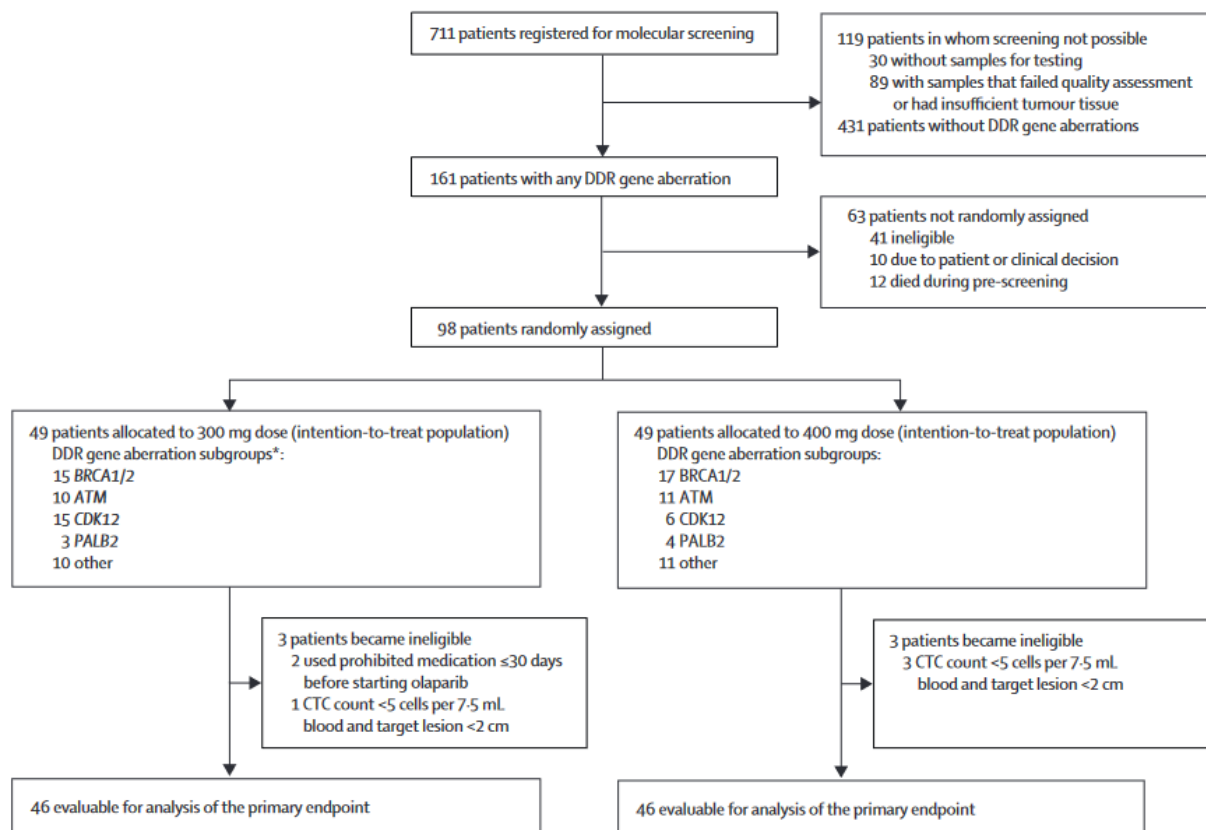 711 patients registered for molecular screening
119 patients in whom screening not possible
30 without samples for testing
89 with samples that failed quality assessment
or had insufficient tumour tissue
431 patients without DDR gene aberrations
161 patients with any DDR gene aberration
63 patients not randomly assigned
41 ineligible
10 due to patient or clinical decision
12 died during pre-screening
98 patients randomly assigned
49 patients allocated to 300 mg dose (intention-to-treat population)
DDR gene aberration subgroups*:
15 BRCA1/2
10 ATM
15 CDK12
3 PALB2
10 other
49 patients allocated to 400 mg dose (intention-to-treat population)
DDR gene aberration subgroups:
17 BRCA1/2
11 ATM
6 CDK12
4 PALB2
11 other
3 patients became ineligible
2 used prohibited medication ≤30 days
before starting olaparib
1 CTC count <5 cells per 7·5 mL
blood and target lesion <2 cm
3 patients became ineligible
3 CTC count <5 cells per 7·5 mL
blood and target lesion <2 cm
46 evaluable for analysis of the primary endpoint
46 evaluable for analysis of the primary endpoint